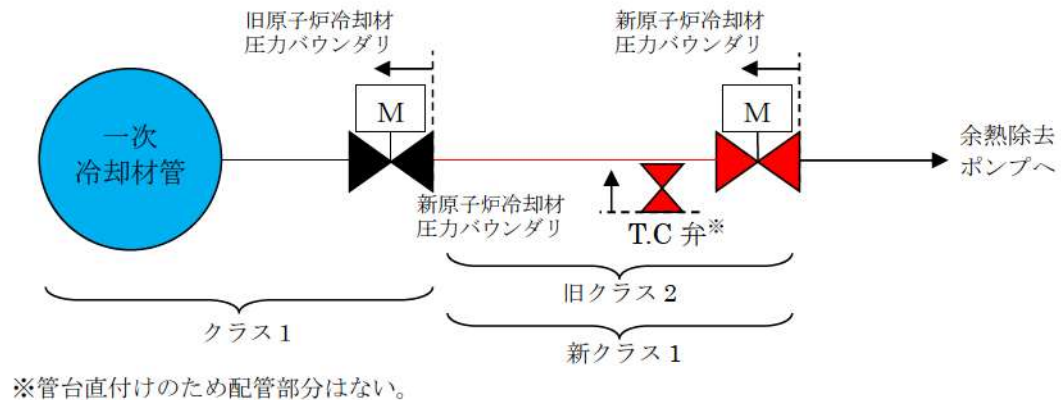 旧原子炉冷却材
圧力バウンダリ
新原子炉冷却材
圧力バウンダリ
M
M
一次
冷却材管
余熱除去
ポンプへ
新原子炉冷却材
圧力バウンダリ
T.C 弁※
旧クラス 2
クラス 1
新クラス 1
※管台直付けのため配管部分はない。